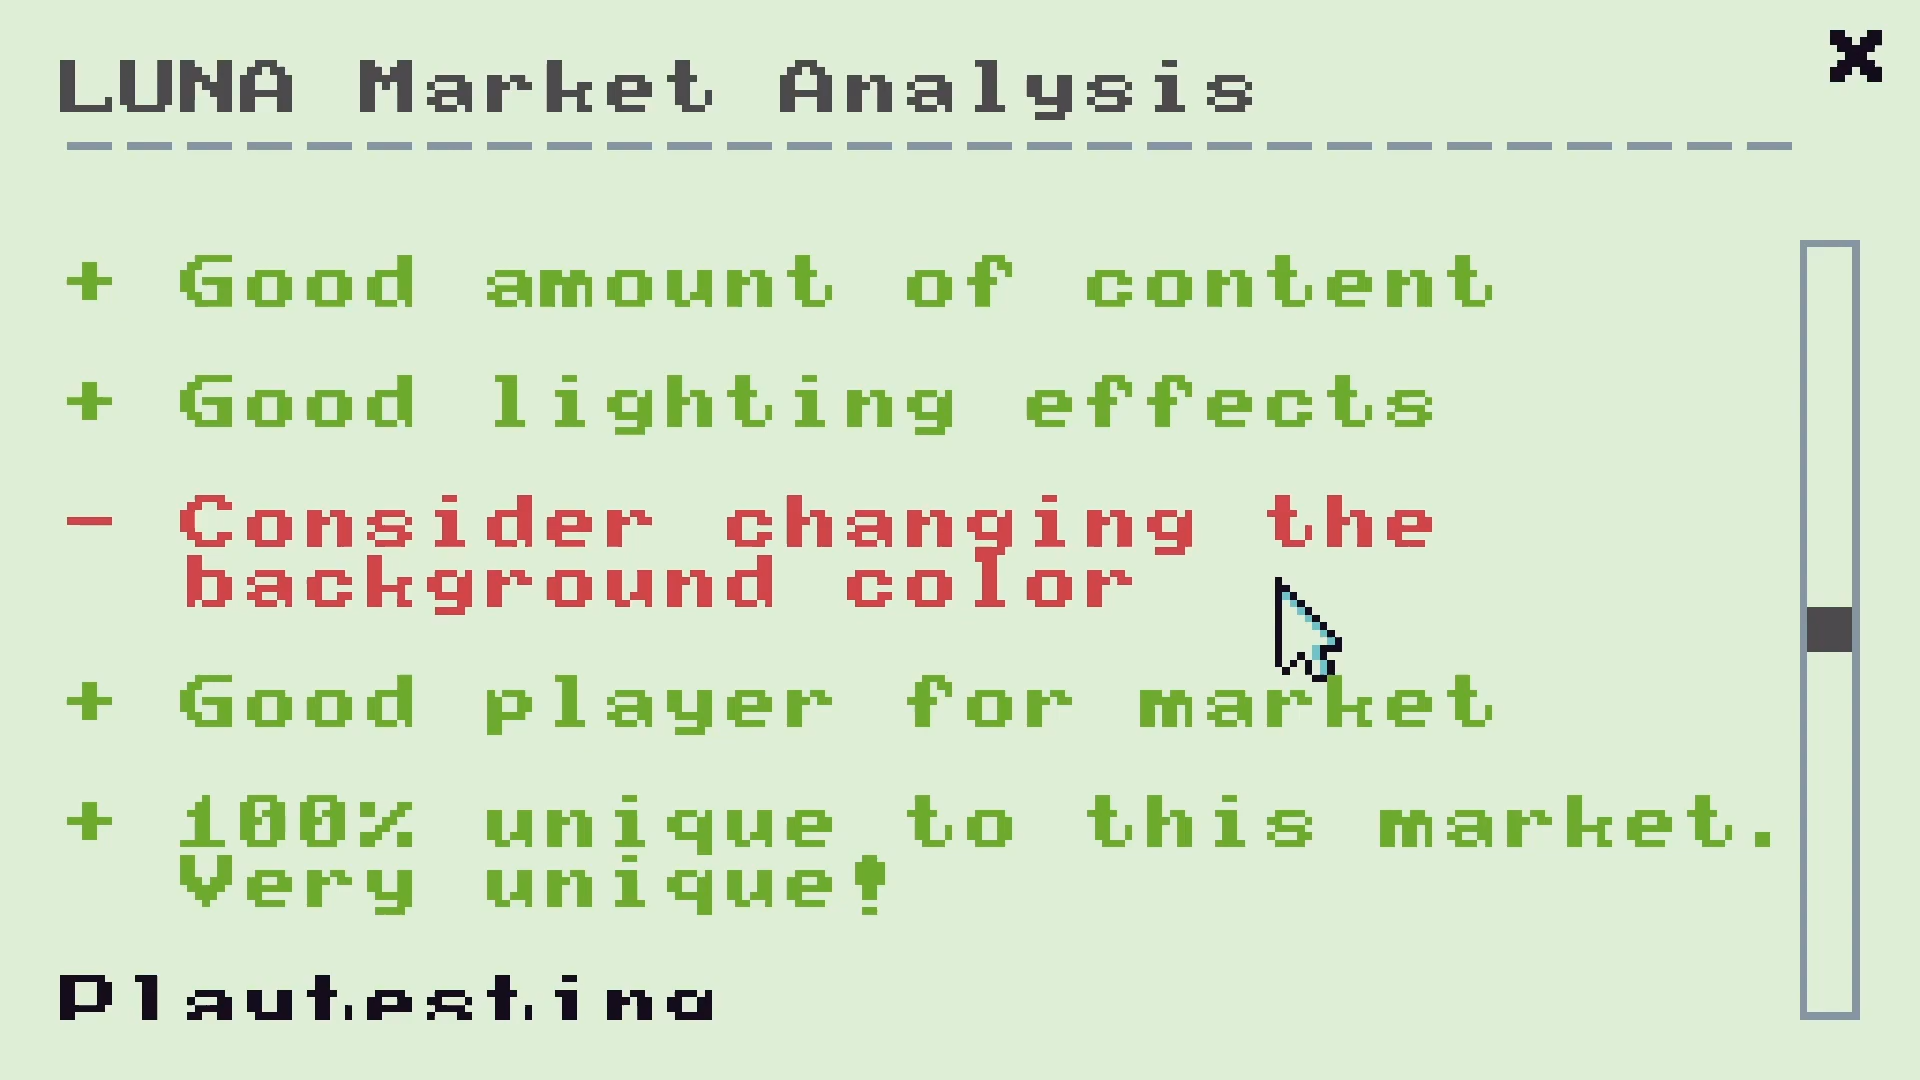 LUNA Market Analysis
+ Good amount of content
+ Good lighting effects
- Consider changing the
background color
+ Good player for market
+ 100% unique to this market.
Very unique!
Playtesting